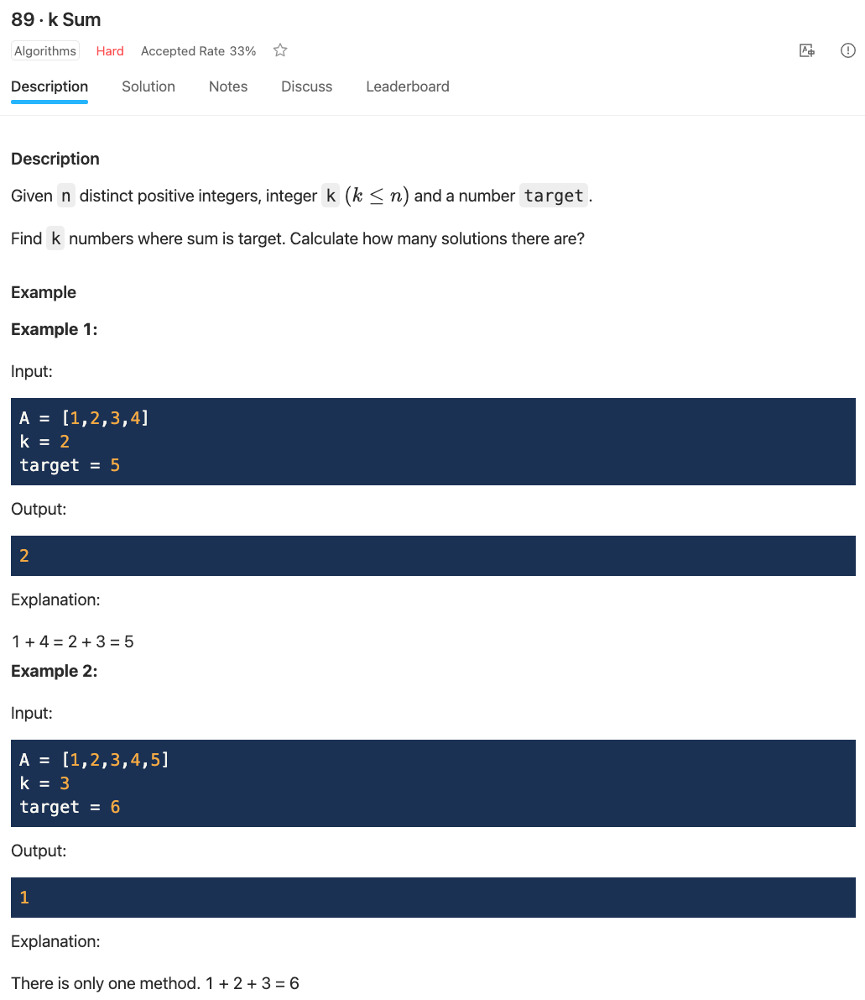 89 · k Sum
Algorithms Hard Accepted Rate 33%
Description Solution Notes Discuss Leaderboard
Description
Given n distinct positive integers, integer k (k ≤ n) and a number target.
Find k numbers where sum is target. Calculate how many solutions there are?
Example
Example 1:
Input:
A = [1,2,3,4]
k = 2
target = 5
Output:
2
Explanation:
1 + 4 = 2 + 3 = 5
Example 2:
Input:
A = [1,2,3,4,5]
k = 3
target = 6
Output:
1
Explanation:
There is only one method. 1 + 2 + 3 = 6